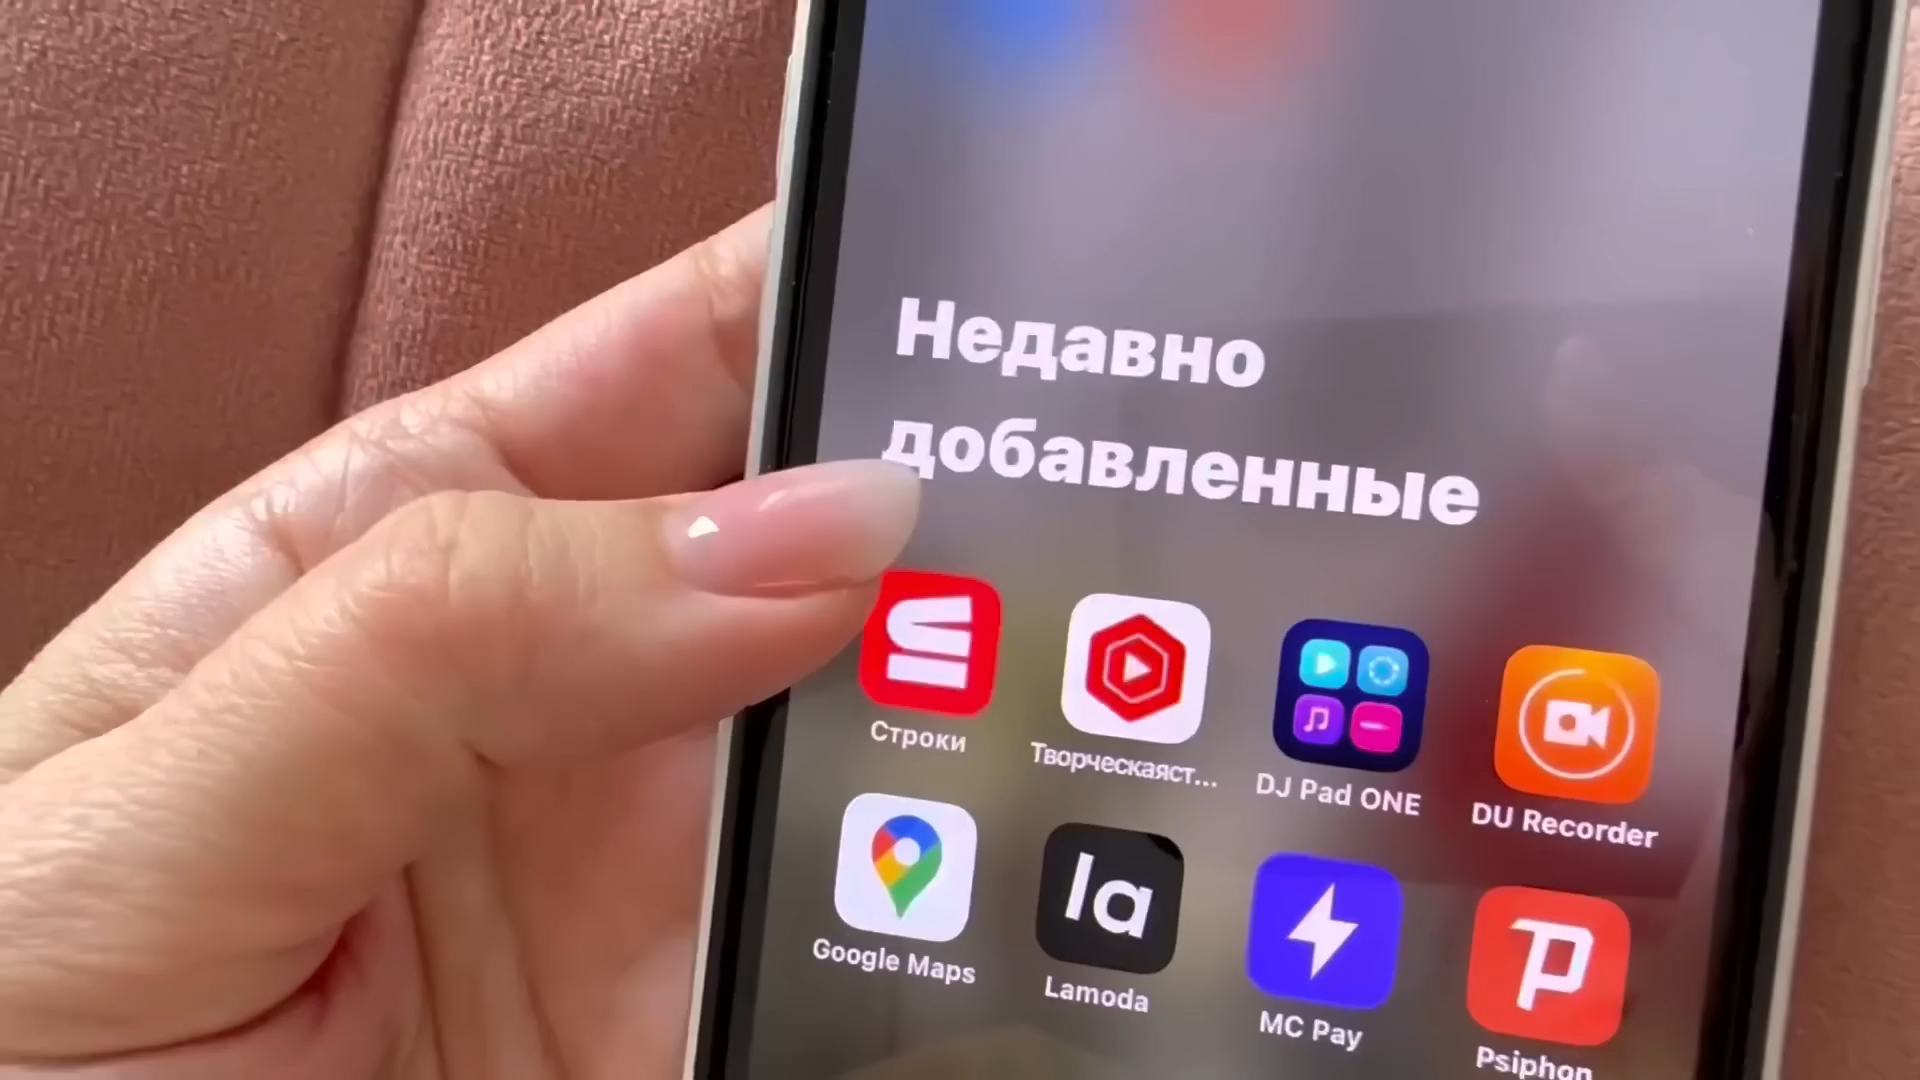 Недавно
добавленные
Строки
Творческаяст...
DJ Pad ONE
DU Recorder
la
Google Maps
Lamoda
MC Pay
Psiphon